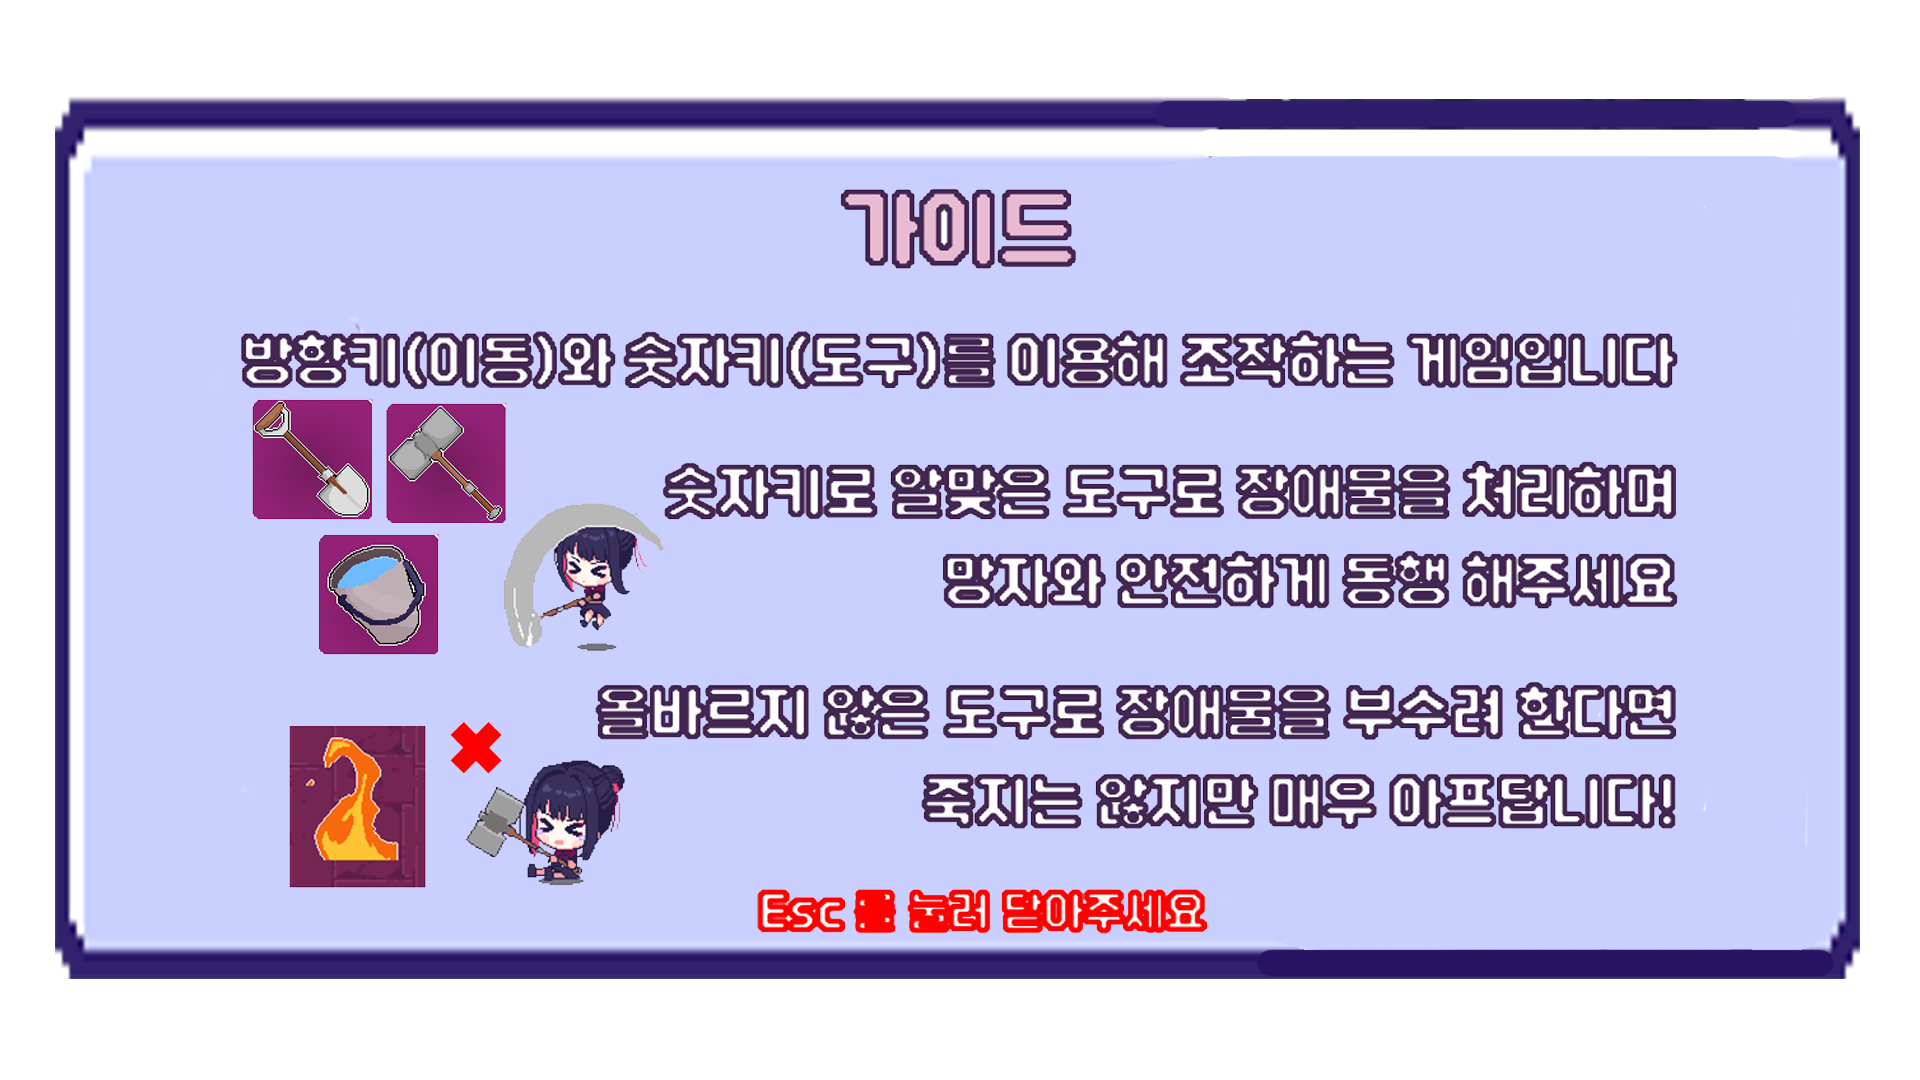 가이드
방향키(이동)와 숫자키(도구)를 이용해 조작하는 게임입니다
숫자키로 알맞은 도구로 장애물을 처리하며
망자와 안전하게 동행 해주세요
올바르지 않은 도구로 장애물을 부수려 한다면
죽지는 않지만 매우 아프답니다!
Esc 를 눌러 닫아주세요